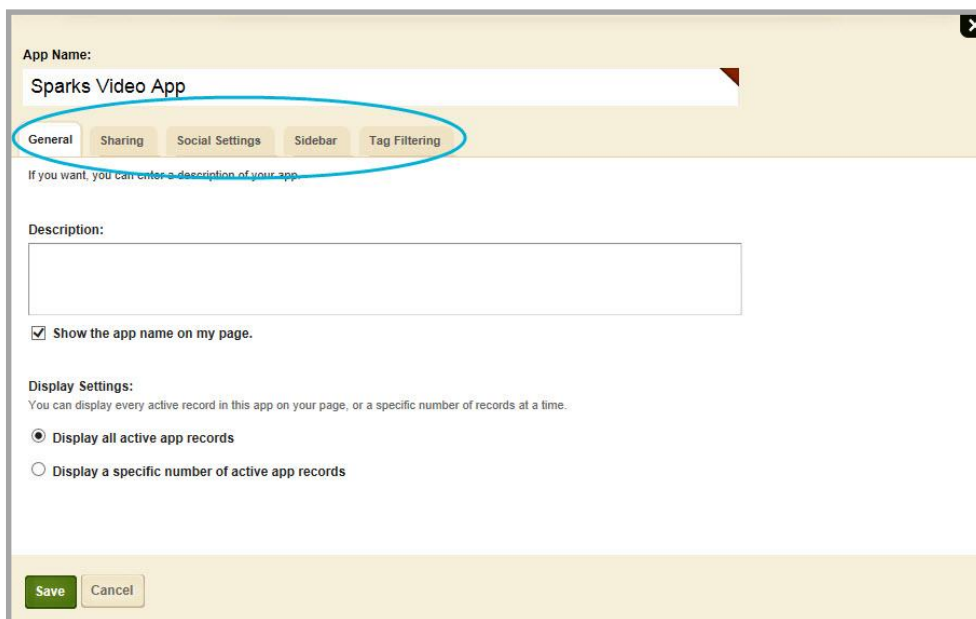 App Name:
Sparks Video App
General Sharing Social Settings Sidebar Tag Filtering
If you want, you can enter a description of your app.
Description:
Show the app name on my page.
Display Settings:
You can display every active record in this app on your page, or a specific number of records at a time.
Display all active app records
Display a specific number of active app records
Save Cancel